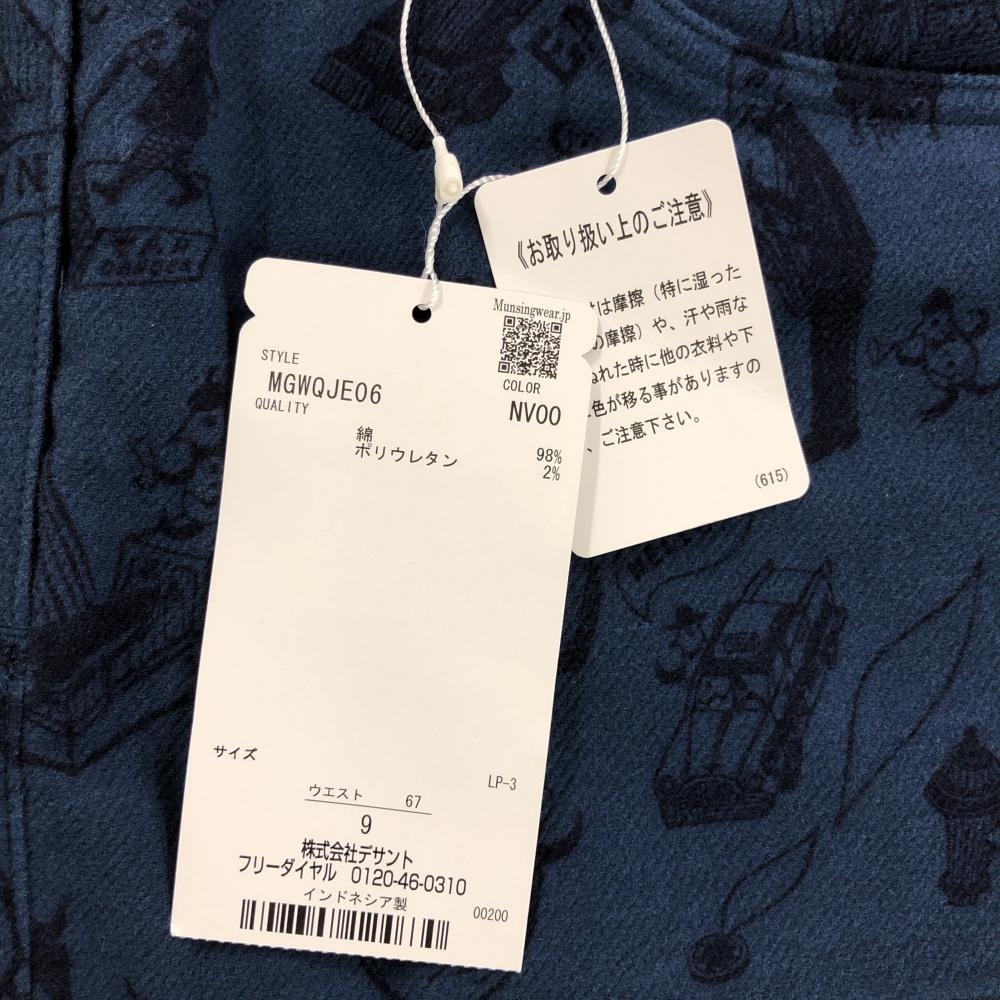 Munsingwear.jp
STYLE
MGWQJE06
COLOR
QUALITY
NV00
綿 98%
ポリウレタン 2%
サイズ
LP-3
ウエスト 67
9
株式会社デサント
フリーダイヤル 0120-46-0310
インドネシア製
00200
《お取り扱い上のご注意》
は摩擦（特に湿った
の摩擦）や、汗や雨な
ぬれた時に他の衣料や下
色が移る事がありますの
、ご注意下さい。
(615)